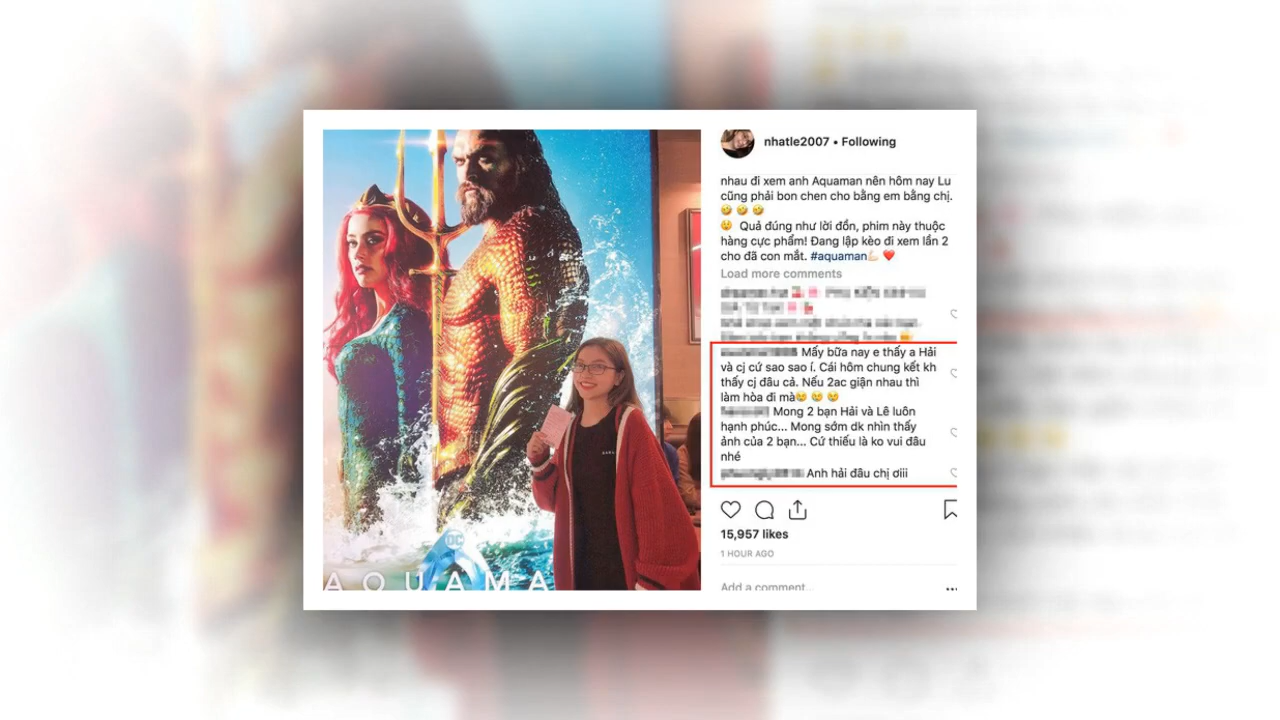 nhatle2007 • Following
nhau đi xem anh Aquaman nên hôm nay Lu
cũng phải bon chen cho bằng em bằng chị.
Quả đúng như lời đồn, phim này thuộc
hàng cực phẩm! Đang lập kèo đi xem lần 2
cho đã con mắt. #aquaman
Load more comments
Mấy bữa nay e thấy a Hải
và cj cứ sao sao í. Cái hôm chung kết kh
thấy cj đâu cả. Nếu 2ac giận nhau thì
làm hòa đi mà
Mong 2 bạn Hải và Lê luôn
hạnh phúc... Mong sớm dk nhìn thấy
ảnh của 2 bạn... Cứ thiếu là ko vui đâu
nhé
Anh hải đâu chị ơiii
15,957 likes
1 HOUR AGO
Add a comment...
DC
AQUAMA